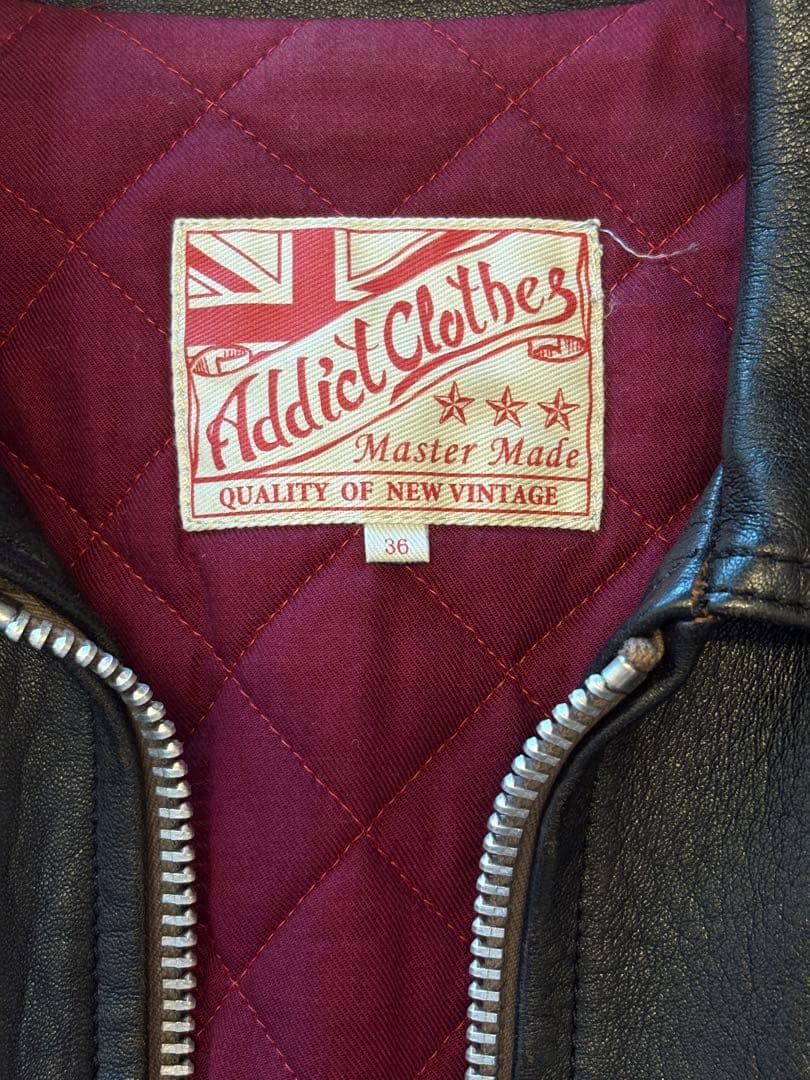 Addict Clothes
Master Made
QUALITY OF NEW VINTAGE
36